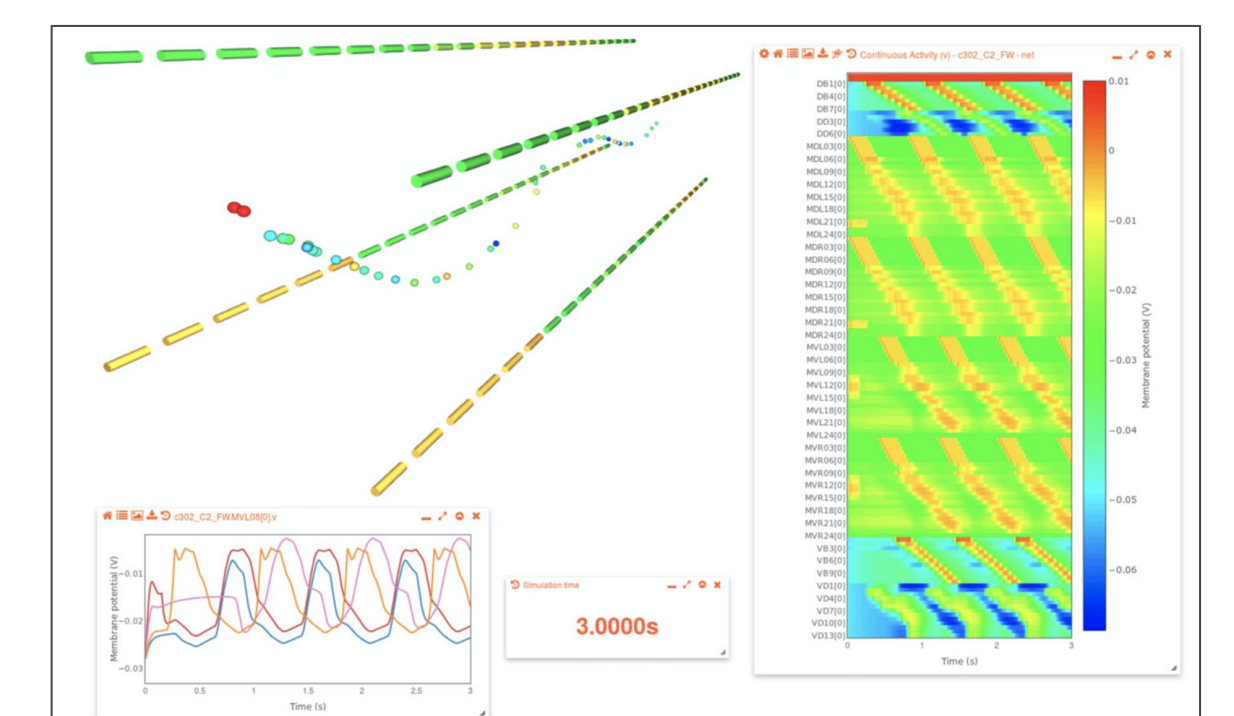 Continuous Activity (v) - c302_C2_FW - net
DB1[0]
DB4[0]
DB7[0]
DD3[0]
DD6[0]
MDL03[0]
MDL06[0]
MDL09[0]
MDL12[0]
MDL15[0]
MDL18[0]
MDL21[0]
MDL24[0]
MDR03[0]
MDR06[0]
MDR09[0]
MDR12[0]
MDR15[0]
MDR18[0]
MDR21[0]
MDR24[0]
MVL03[0]
MVL06[0]
MVL09[0]
MVL12[0]
MVL15[0]
MVL18[0]
MVL21[0]
MVL24[0]
MVR03[0]
MVR06[0]
MVR09[0]
MVR12[0]
MVR15[0]
MVR18[0]
MVR21[0]
MVR24[0]
VB3[0]
VB6[0]
VB9[0]
VD1[0]
VD4[0]
VD7[0]
VD10[0]
VD13[0]
0 1 2 3
Time (s)
0.01
0
−0.01
−0.02
−0.03
−0.04
−0.05
−0.06
Membrane potential (V)
c302_C2_FW.MVL08[0].v
Membrane potential (V)
−0.01
−0.02
−0.03
0 0.5 1 1.5 2 2.5 3
Time (s)
Simulation time
3.0000s